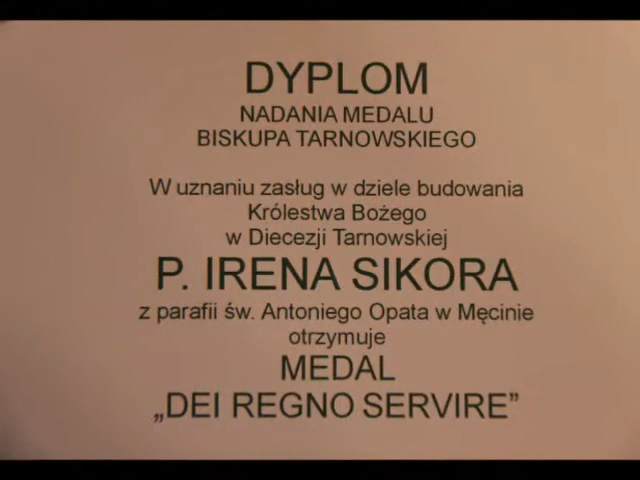 DYPLOM
NADANIA MEDALU
BISKUPA TARNOWSKIEGO
W uznaniu zasług w dziele budowania
Królestwa Bożego
w Diecezji Tarnowskiej
P. IRENA SIKORA
z parafii św. Antoniego Opata w Męcinie
otrzymuje
MEDAL
„DEI REGNO SERVIRE”